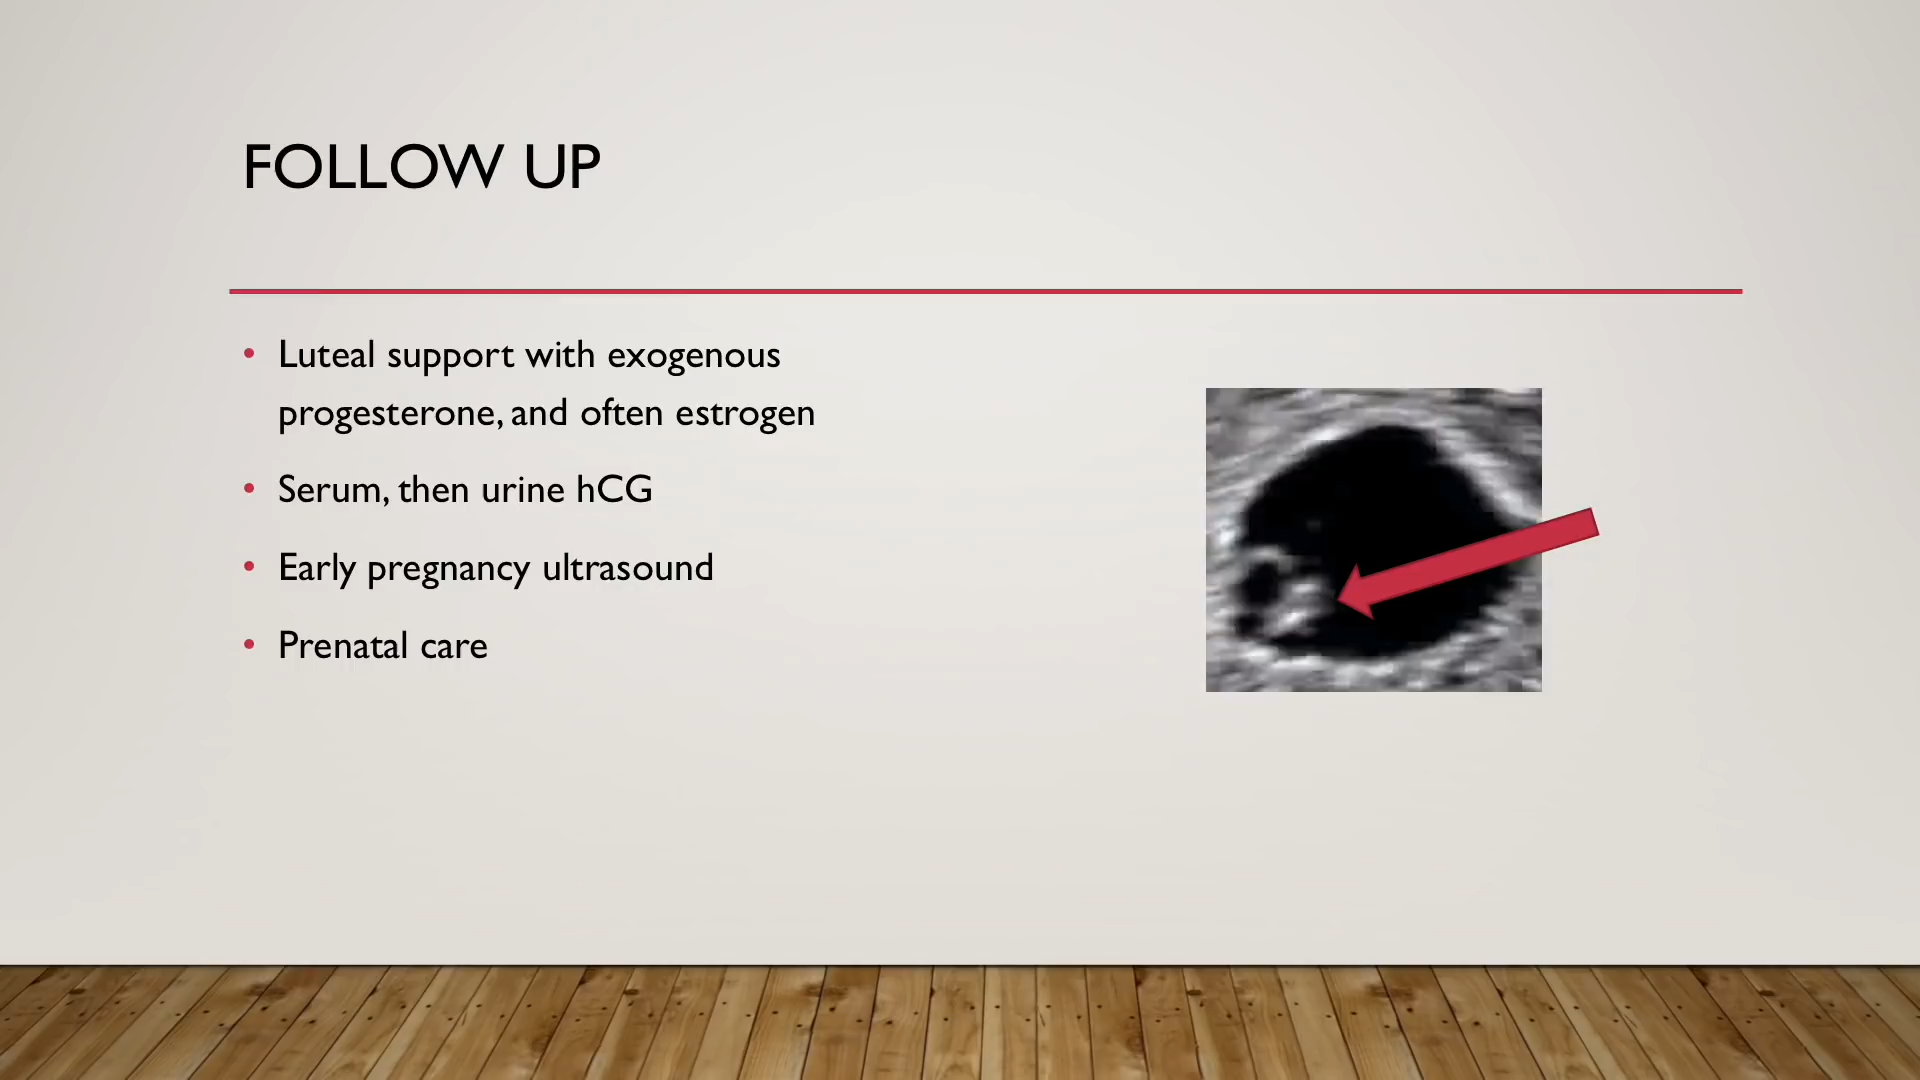 FOLLOW UP
• Luteal support with exogenous
progesterone, and often estrogen
• Serum, then urine hCG
• Early pregnancy ultrasound
• Prenatal care